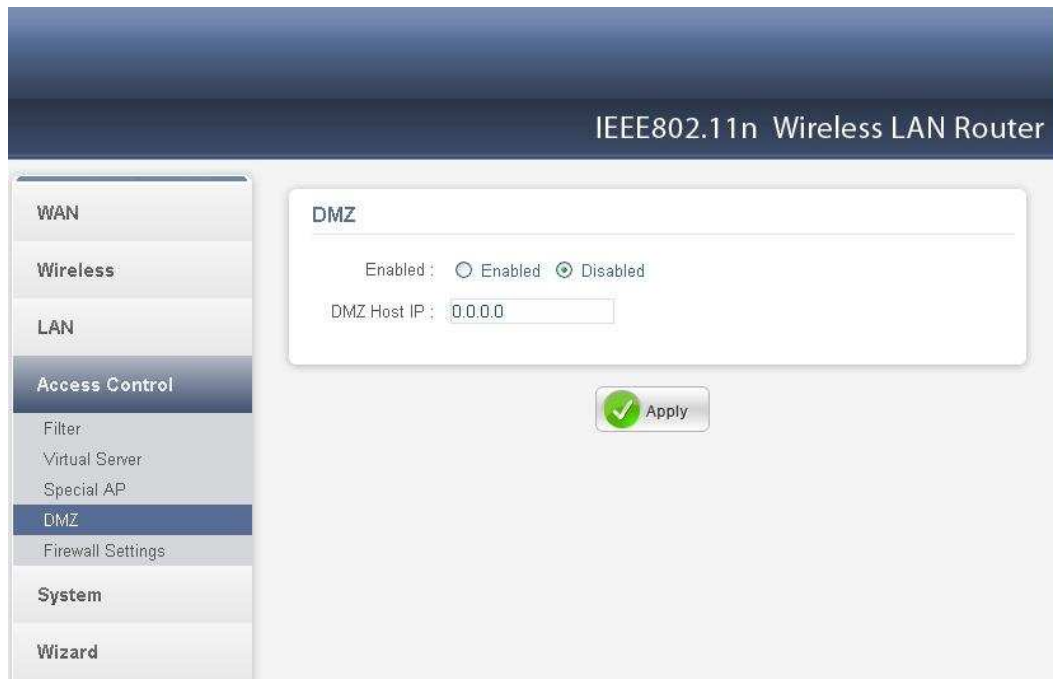 IEEE802.11n Wireless LAN Router
WAN
Wireless
LAN
Access Control
Filter
Virtual Server
Special AP
DMZ
Firewall Settings
System
Wizard
DMZ
Enabled : Enabled Disabled
DMZ Host IP : 0.0.0.0
Apply